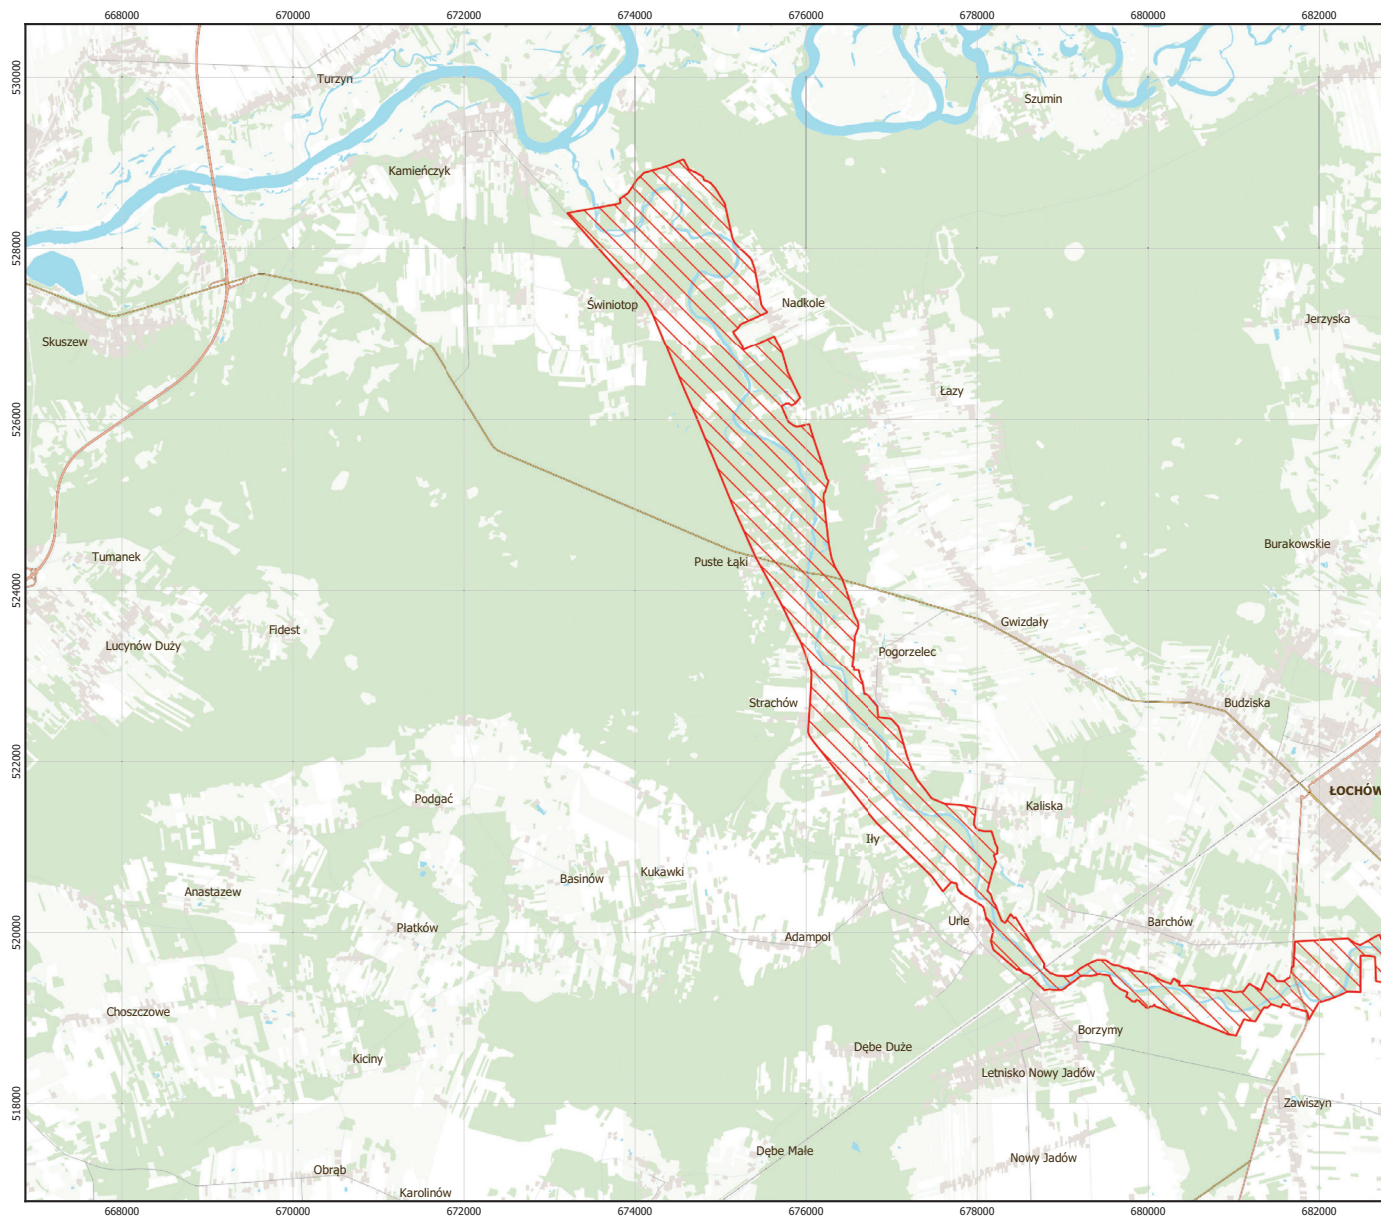 668000 670000 672000 674000 676000 678000 680000 682000
530000
Turzyn
Szumin
Kamieńczyk
528000
Świniotop
Nadkole
Jerzyska
Skuszew
Łazy
526000
Burakowskie
Tumanek
Puste Łąki
524000
Gwizdały
Fidest
Lucynów Duży
Pogorzelec
Strachów
Budziska
522000
ŁOCHÓW
Podgać
Kaliska
Iły
Kukawki
Basinów
Anastazew
Urle
Barchów
Płatków
520000
Adampol
Choszczowe
Borzymy
Dębe Duże
Kiciny
Letnisko Nowy Jadów
518000
Zawiszyn
Dębe Małe
Nowy Jadów
Obrąb
Karolinów
668000 670000 672000 674000 676000 678000 680000 682000